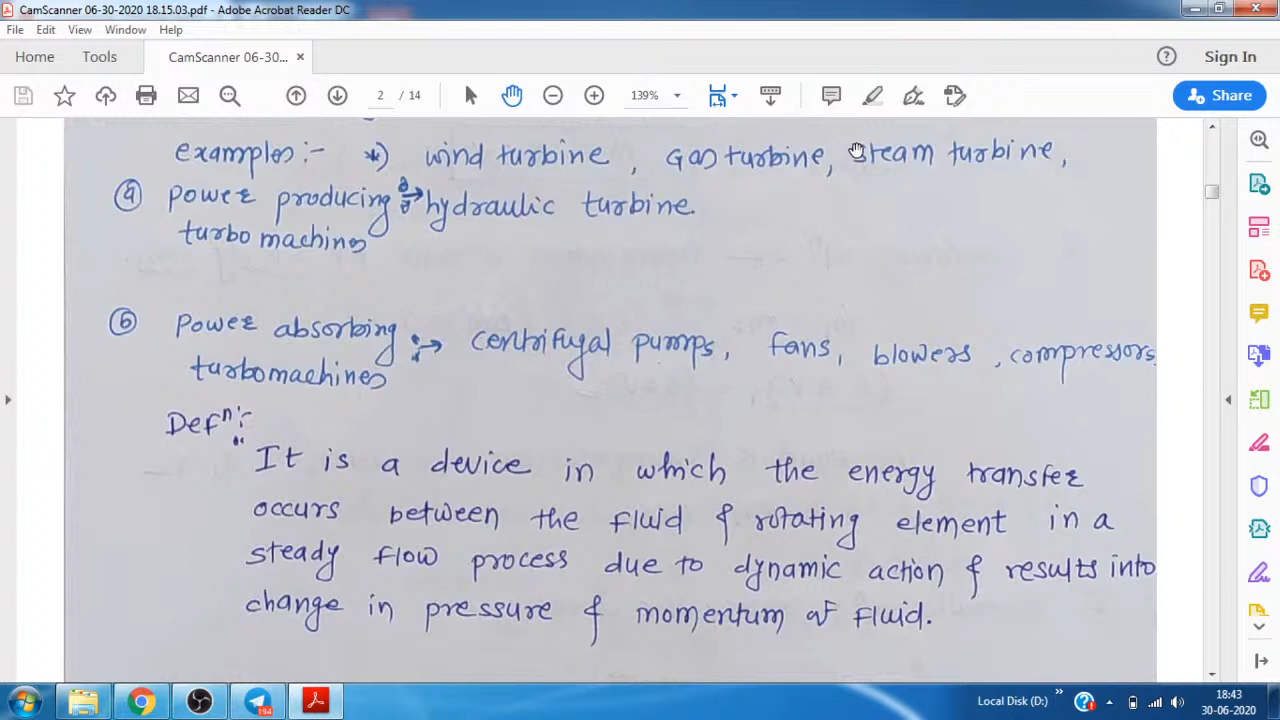 CamScanner 06-30-2020 18.15.03.pdf - Adobe Acrobat Reader DC
File Edit View Window Help
Home Tools CamScanner 06-30... × Sign In
2 / 14 139% Share
examples:- *) wind turbine, Gas turbine, steam turbine,
(a) Power producing → hydraulic turbine.
turbo machines
(b) Power absorbing :→ centrifugal pumps, fans, blowers, compressors
turbomachines
Defn:-
It is a device in which the energy transfer
occurs between the fluid & rotating element in a
steady flow process due to dynamic action & results into
change in pressure & momentum of fluid.
194
Local Disk (D:) » 18:43
30-06-2020